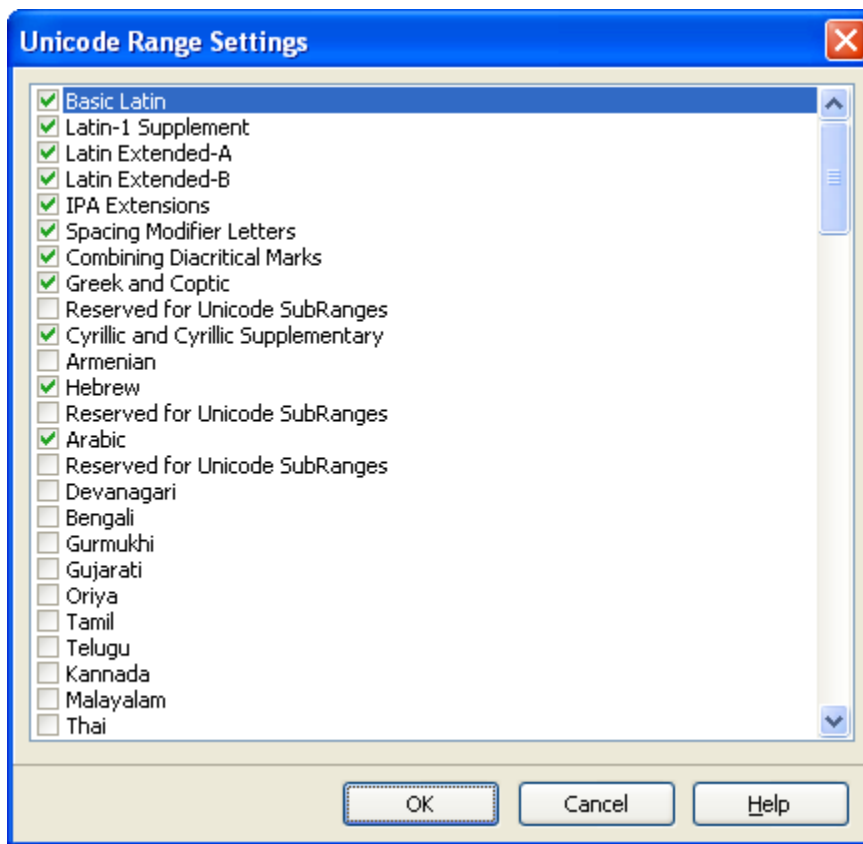 Unicode Range Settings
Basic Latin
Latin-1 Supplement
Latin Extended-A
Latin Extended-B
IPA Extensions
Spacing Modifier Letters
Combining Diacritical Marks
Greek and Coptic
Reserved for Unicode SubRanges
Cyrillic and Cyrillic Supplementary
Armenian
Hebrew
Reserved for Unicode SubRanges
Arabic
Reserved for Unicode SubRanges
Devanagari
Bengali
Gurmukhi
Gujarati
Oriya
Tamil
Telugu
Kannada
Malayalam
Thai
OK Cancel Help